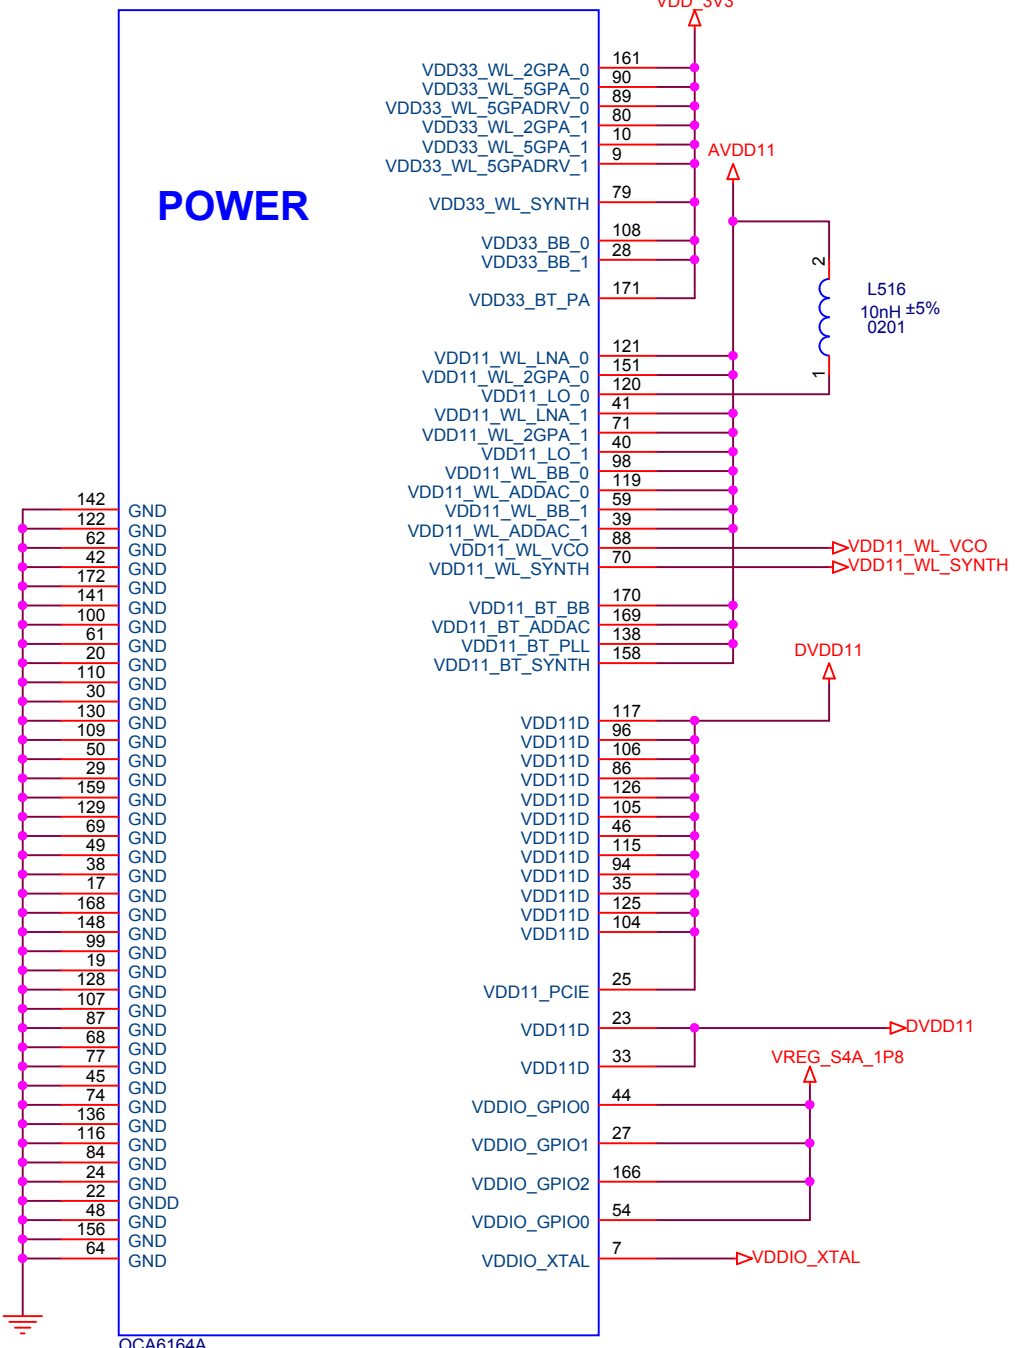 VDD_3V3
POWER
VDD33_WL_2GPA_0 161
VDD33_WL_5GPA_0 90
VDD33_WL_5GPADRV_0 89
VDD33_WL_2GPA_1 80
VDD33_WL_5GPA_1 10
VDD33_WL_5GPADRV_1 9
AVDD11
VDD33_WL_SYNTH 79
VDD33_BB_0 108
VDD33_BB_1 28
VDD33_BT_PA 171
2
L516
10nH ±5%
0201
1
VDD11_WL_LNA_0 121
VDD11_WL_2GPA_0 151
VDD11_LO_0 120
VDD11_WL_LNA_1 41
VDD11_WL_2GPA_1 71
VDD11_LO_1 40
VDD11_WL_BB_0 98
VDD11_WL_ADDAC_0 119
VDD11_WL_BB_1 59
VDD11_WL_ADDAC_1 39
VDD11_WL_VCO 88 VDD11_WL_VCO
VDD11_WL_SYNTH 70 VDD11_WL_SYNTH
VDD11_BT_BB 170
VDD11_BT_ADDAC 169
VDD11_BT_PLL 138
VDD11_BT_SYNTH 158
DVDD11
VDD11D 117
VDD11D 96
VDD11D 106
VDD11D 86
VDD11D 126
VDD11D 105
VDD11D 46
VDD11D 115
VDD11D 94
VDD11D 35
VDD11D 125
VDD11D 104
VDD11_PCIE 25
VDD11D 23 DVDD11
VDD11D 33
VREG_S4A_1P8
VDDIO_GPIO0 44
VDDIO_GPIO1 27
VDDIO_GPIO2 166
VDDIO_GPIO0 54
VDDIO_XTAL 7 VDDIO_XTAL
142 GND
122 GND
62 GND
42 GND
172 GND
141 GND
100 GND
61 GND
20 GND
110 GND
30 GND
130 GND
109 GND
50 GND
29 GND
159 GND
129 GND
69 GND
49 GND
38 GND
17 GND
168 GND
148 GND
99 GND
19 GND
128 GND
107 GND
87 GND
68 GND
77 GND
45 GND
74 GND
136 GND
116 GND
84 GND
24 GND
22 GNDD
48 GND
156 GND
64 GND
QCA6164A